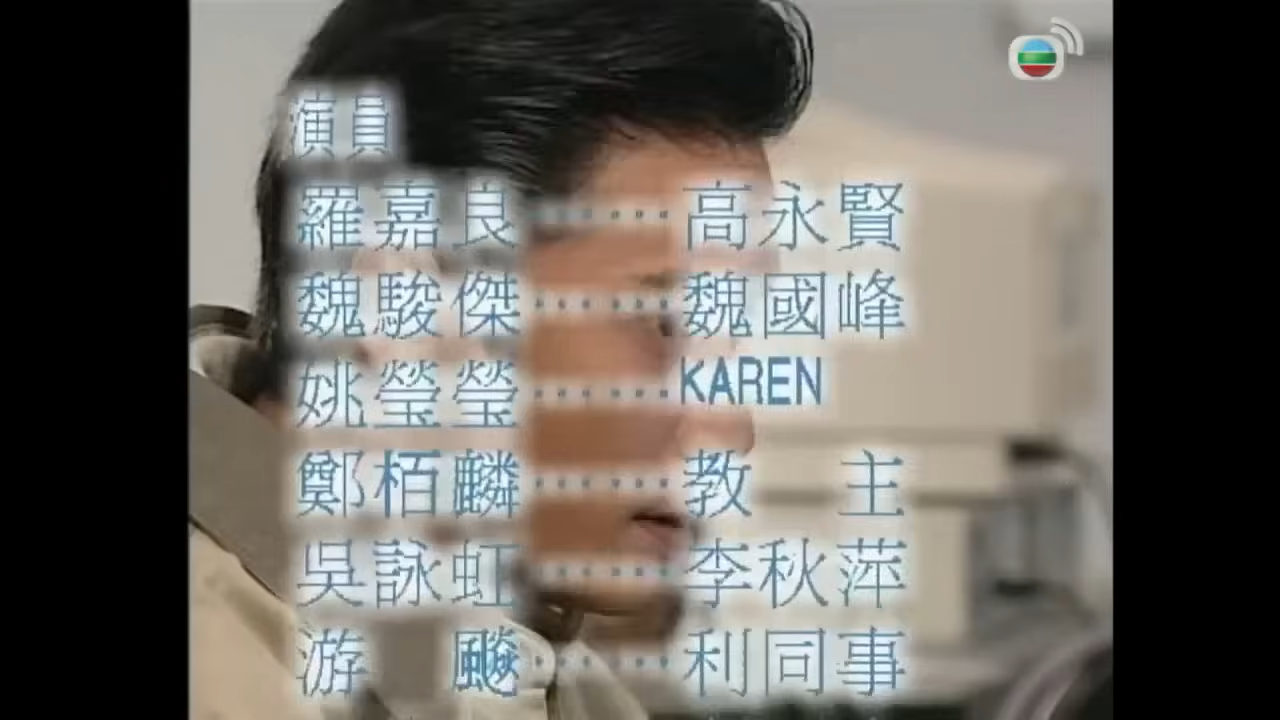 演員
羅嘉良‥‥‥高永賢
魏駿傑‥‥‥魏國峰
姚瑩瑩‥‥‥KAREN
鄭栢麟‥‥‥教　主
吳詠虹‥‥‥李秋萍
游　飈‥‥‥利同事